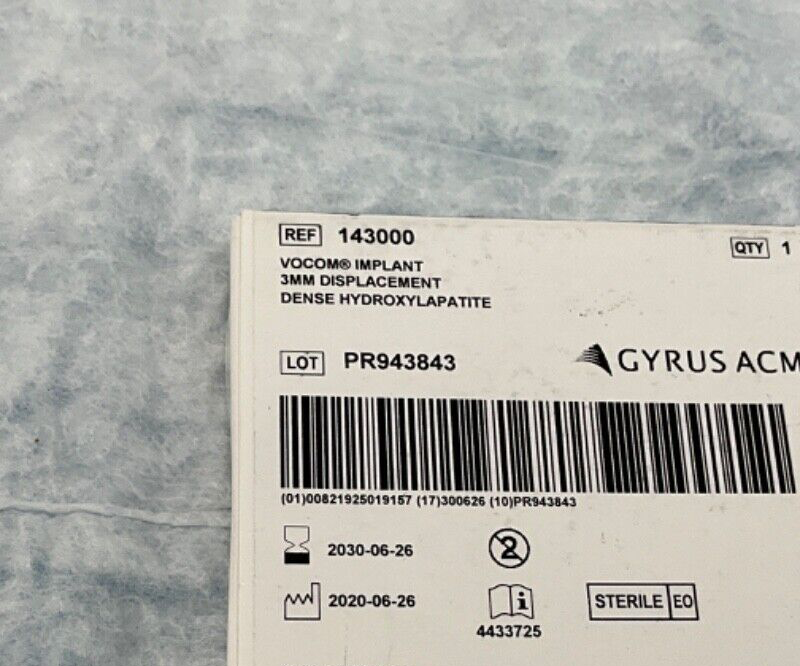 REF 143000
QTY 1
VOCOM® IMPLANT
3MM DISPLACEMENT
DENSE HYDROXYLAPATITE
LOT PR943843
GYRUS ACM
(01)00821925019157 (17)300626 (10)PR943843
2030-06-26
2
2020-06-26
i
STERILE EO
4433725